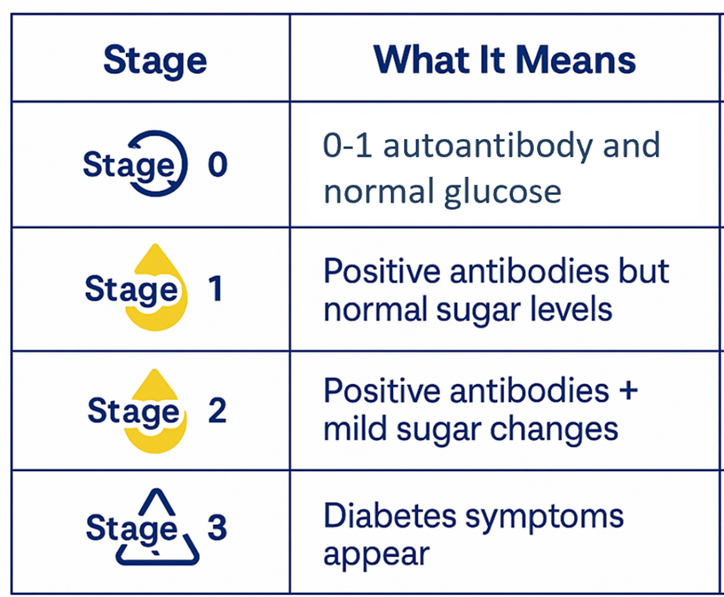 Stage
What It Means
Stage 0
0-1 autoantibody and
normal glucose
Stage 1
Positive antibodies but
normal sugar levels
Stage 2
Positive antibodies +
mild sugar changes
Stage 3
Diabetes symptoms
appear